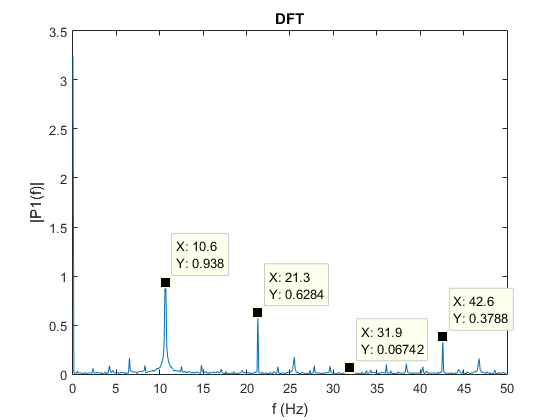 DFT
|P1(f)|
3.5
3
2.5
2
1.5
1
0.5
0
X: 10.6
Y: 0.938
X: 21.3
Y: 0.6284
X: 31.9
Y: 0.06742
X: 42.6
Y: 0.3788
0 5 10 15 20 25 30 35 40 45 50
f (Hz)